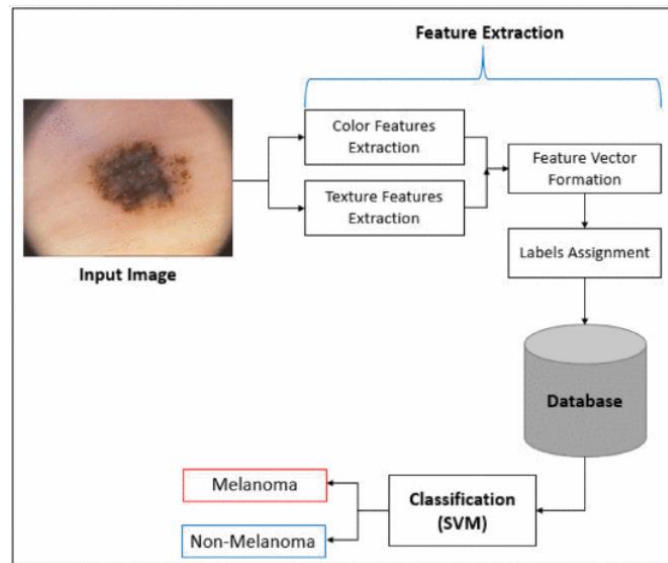 Feature Extraction
Color Features
Extraction
Texture Features
Extraction
Feature Vector
Formation
Input Image
Labels Assignment
Database
Classification
(SVM)
Melanoma
Non-Melanoma